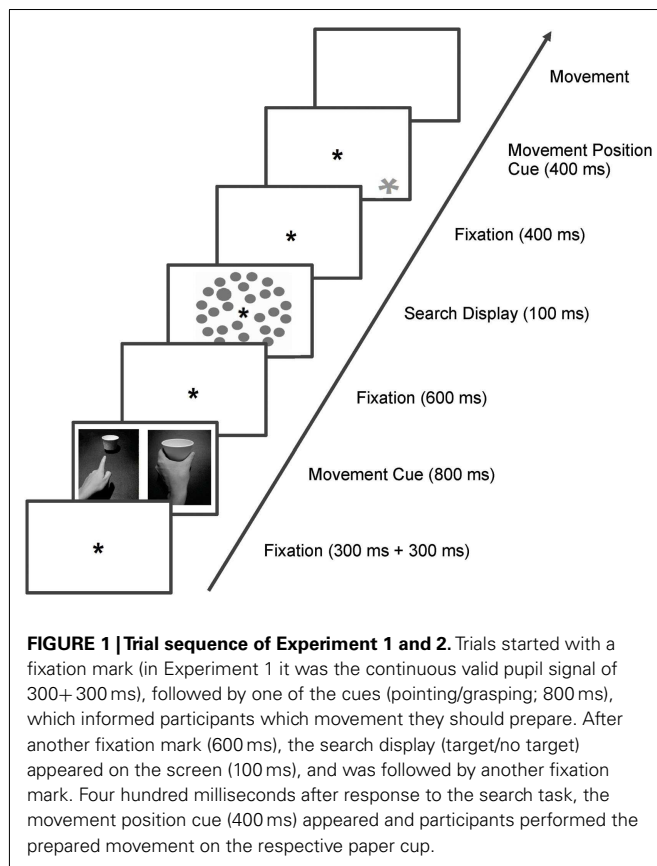 Movement
Movement Position
Cue (400 ms)
Fixation (400 ms)
Search Display (100 ms)
Fixation (600 ms)
Movement Cue (800 ms)
Fixation (300 ms + 300 ms)
FIGURE 1 | Trial sequence of Experiment 1 and 2. Trials started with a
fixation mark (in Experiment 1 it was the continuous valid pupil signal of
300+ 300 ms), followed by one of the cues (pointing/grasping; 800 ms),
which informed participants which movement they should prepare. After
another fixation mark (600 ms), the search display (target/no target)
appeared on the screen (100 ms), and was followed by another fixation
mark. Four hundred milliseconds after response to the search task, the
movement position cue (400 ms) appeared and participants performed the
prepared movement on the respective paper cup.